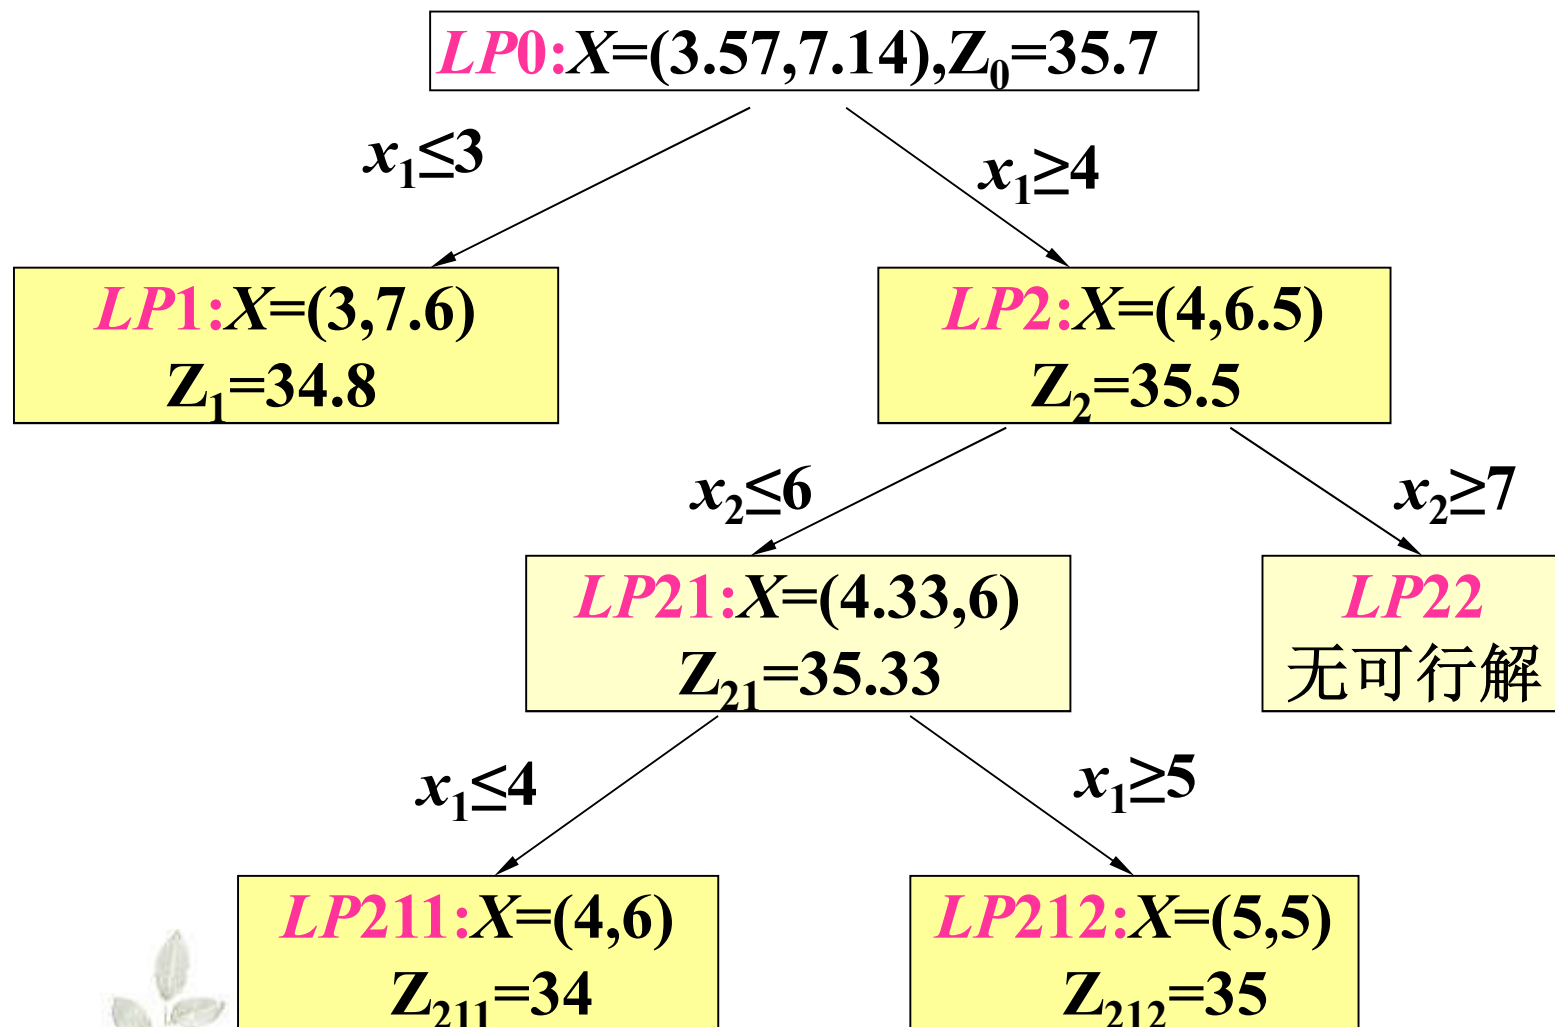 LP0:X=(3.57,7.14),Z₀=35.7
x₁≤3
x₁≥4
LP1:X=(3,7.6)
Z₁=34.8
LP2:X=(4,6.5)
Z₂=35.5
x₂≤6
x₂≥7
LP21:X=(4.33,6)
Z₂₁=35.33
LP22
无可行解
x₁≤4
x₁≥5
LP211:X=(4,6)
Z₂₁₁=34
LP212:X=(5,5)
Z₂₁₂=35